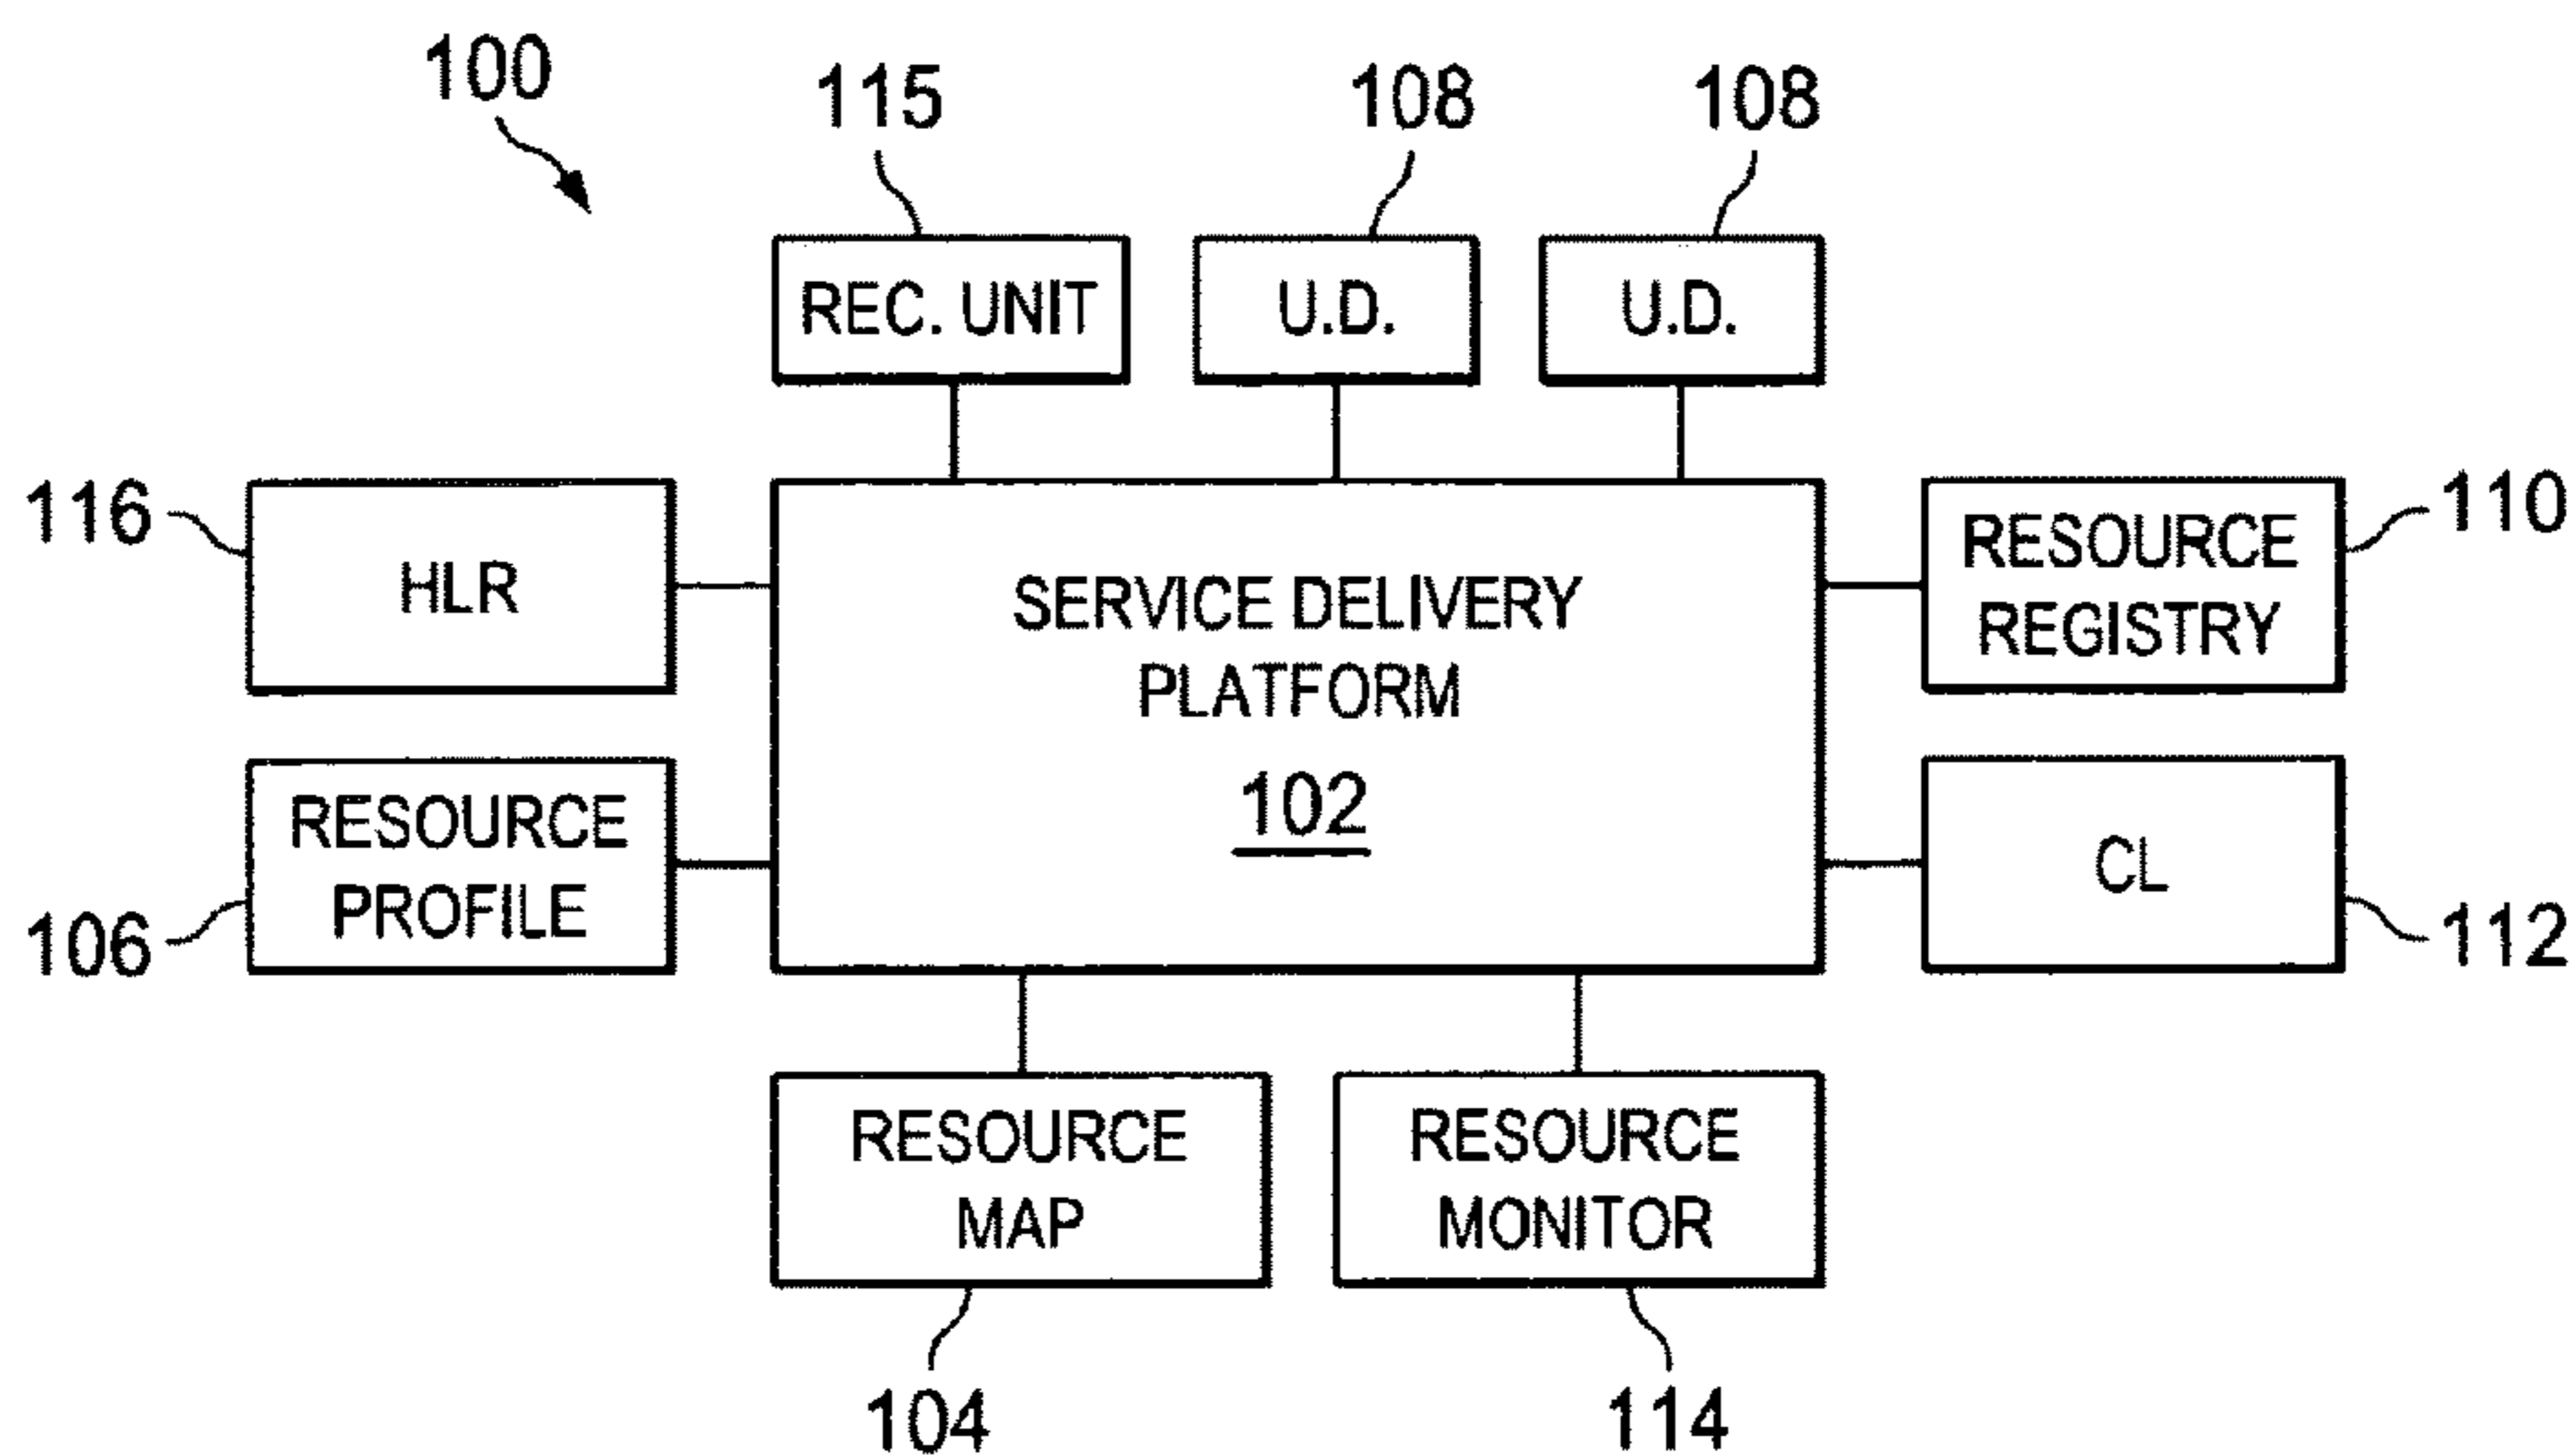 100
115
108
108
REC. UNIT
U.D.
U.D.
116
HLR
SERVICE DELIVERY
PLATFORM
102
RESOURCE
REGISTRY
110
RESOURCE
PROFILE
106
CL
112
RESOURCE
MAP
RESOURCE
MONITOR
104
114